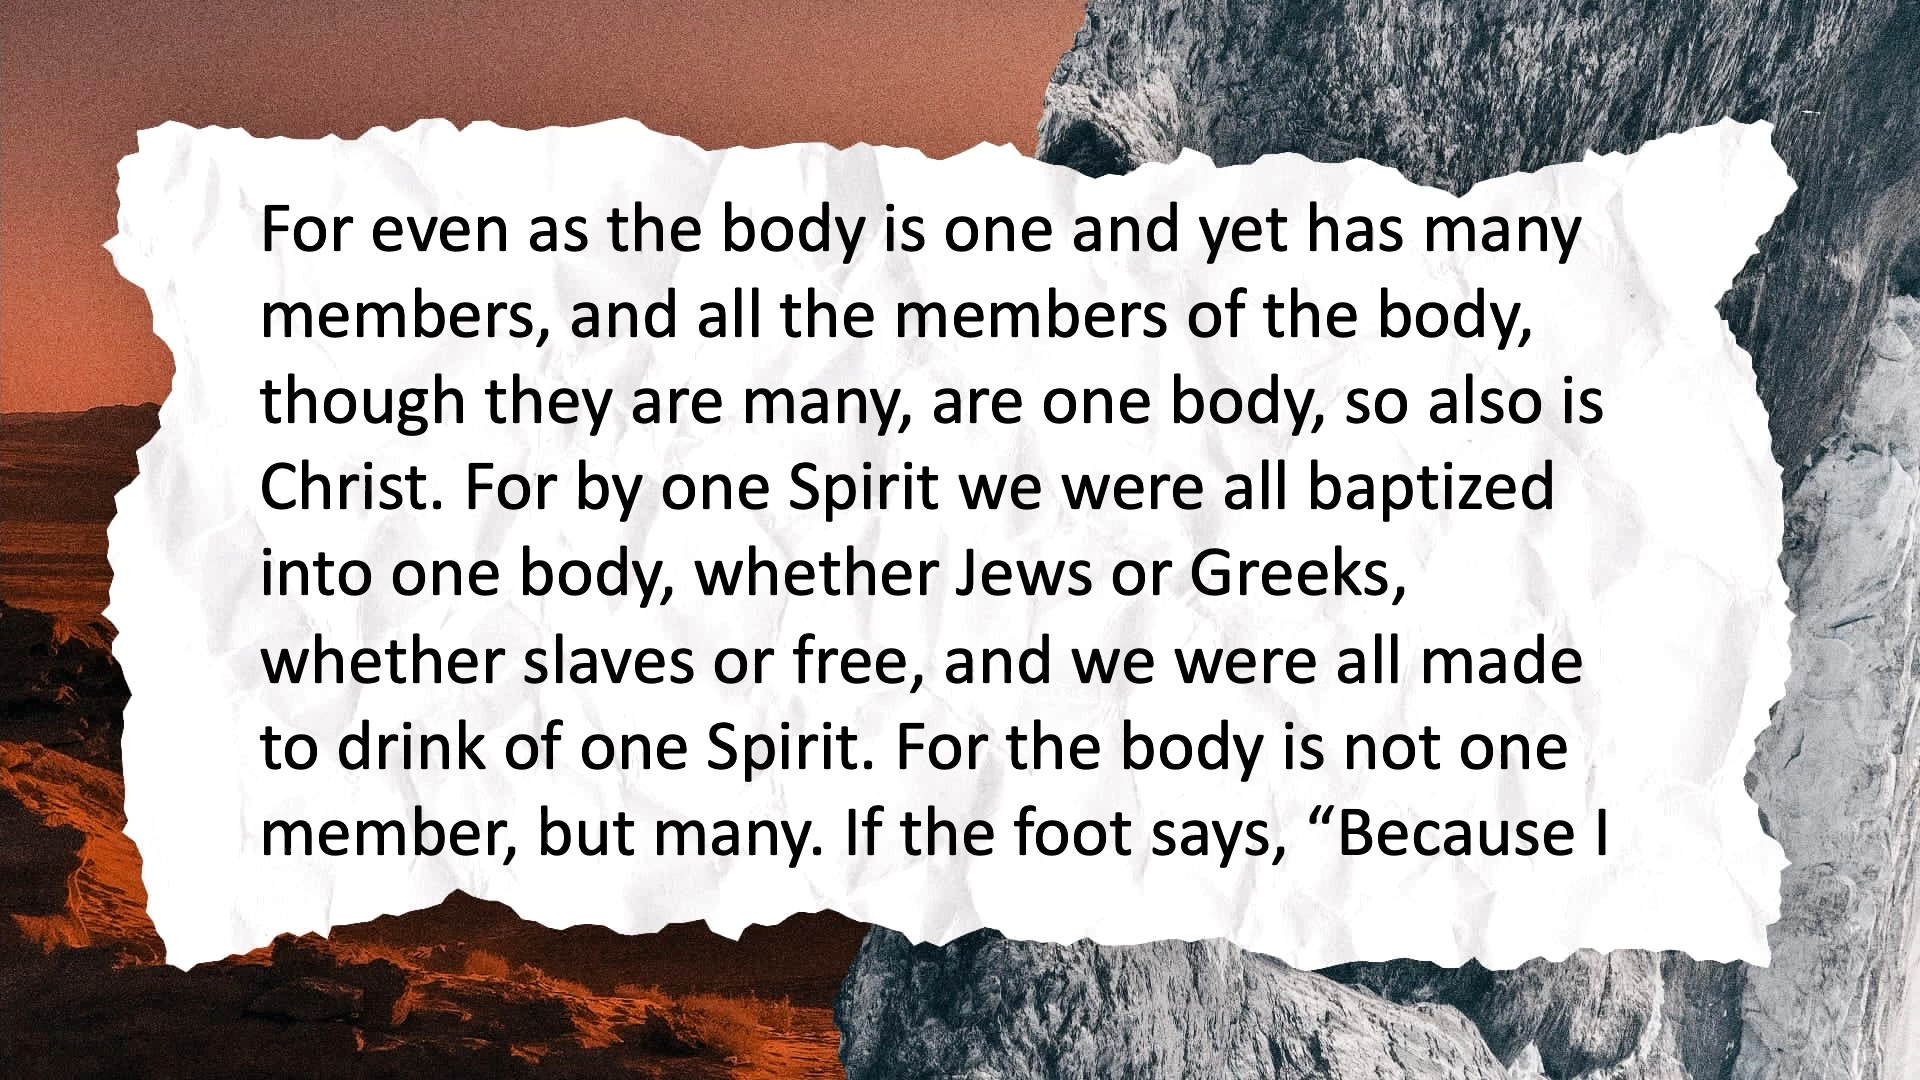 For even as the body is one and yet has many
members, and all the members of the body,
though they are many, are one body, so also is
Christ. For by one Spirit we were all baptized
into one body, whether Jews or Greeks,
whether slaves or free, and we were all made
to drink of one Spirit. For the body is not one
member, but many. If the foot says, “Because I